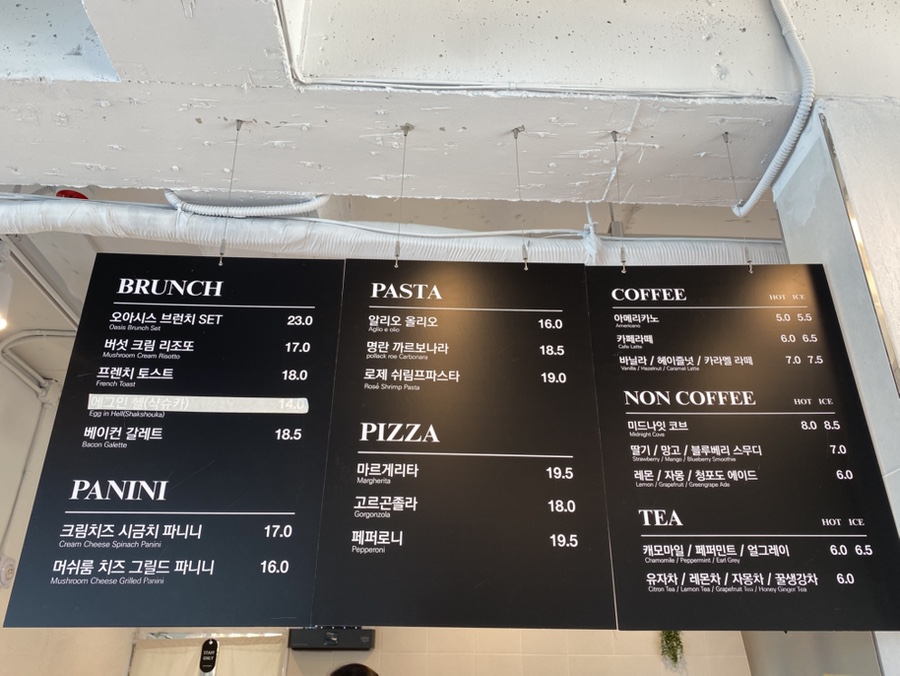 BRUNCH
오아시스 브런치 SET 23.0
Oasis Brunch Set
버섯 크림 리조또 17.0
Mushroom Cream Risotto
프렌치 토스트 18.0
French Toast
에그인 헬(샥슈카) 14.0
Egg in Hell(Shakshouka)
베이컨 갈레트 18.5
Bacon Galette
PANINI
크림치즈 시금치 파니니 17.0
Cream Cheese Spinach Panini
머쉬룸 치즈 그릴드 파니니 16.0
Mushroom Cheese Grilled Panini
PASTA
알리오 올리오 16.0
Aglio e olio
명란 까르보나라 18.5
pollack roe Carbonara
로제 쉬림프파스타 19.0
Rosé Shrimp Pasta
PIZZA
마르게리타 19.5
Margherita
고르곤졸라 18.0
Gorgonzola
페퍼로니 19.5
Pepperoni
COFFEE HOT ICE
아메리카노 5.0 5.5
Americano
카페라떼 6.0 6.5
Cafe Latte
바닐라 / 헤이즐넛 / 카라멜 라떼 7.0 7.5
Vanilla / Hazelnut / Caramel Latte
NON COFFEE HOT ICE
미드나잇 코브 8.0 8.5
Midnight Cove
딸기 / 망고 / 블루베리 스무디 7.0
Strawberry / Mango / Blueberry Smoothie
레몬 / 자몽 / 청포도 에이드 6.0
Lemon / Grapefruit / Greengrape Ade
TEA HOT ICE
캐모마일 / 페퍼민트 / 얼그레이 6.0 6.5
Chamomile / Peppermint / Earl Grey
유자차 / 레몬차 / 자몽차 / 꿀생강차 6.0
Citron Tea / Lemon Tea / Grapefruit Tea / Honey Ginger Tea
STAFF
ONLY